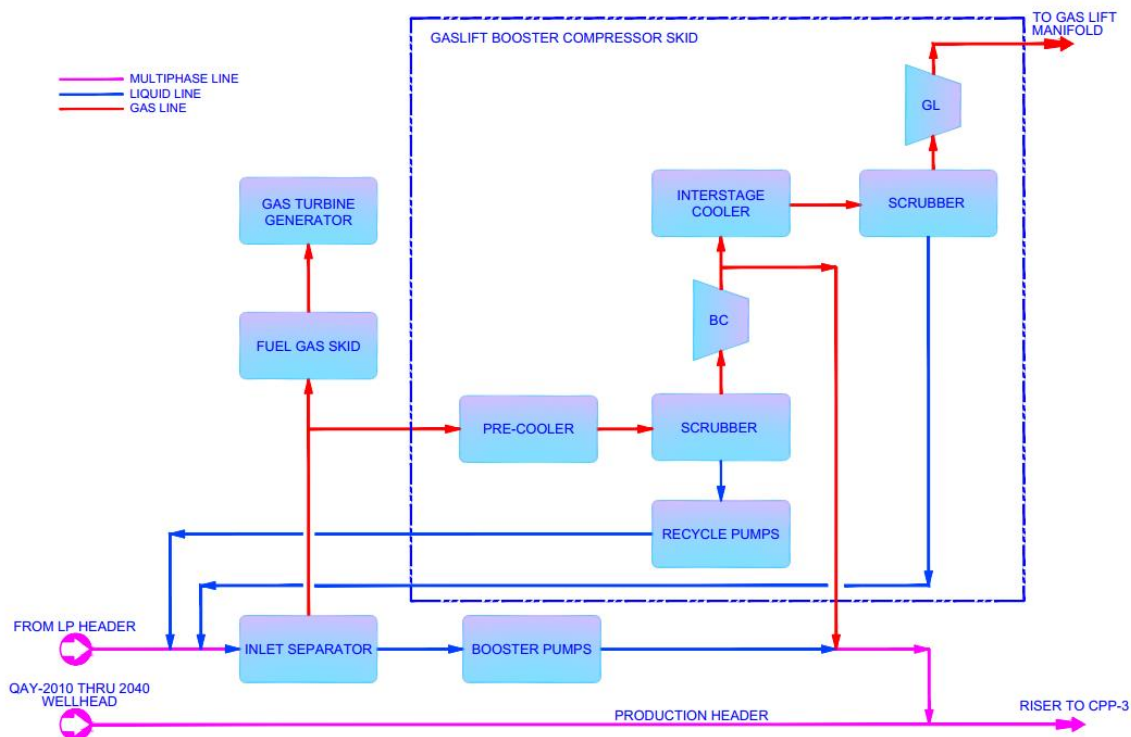 TO GAS LIFT
MANIFOLD
GASLIFT BOOSTER COMPRESSOR SKID
MULTIPHASE LINE
LIQUID LINE
GAS LINE
GL
GAS TURBINE
GENERATOR
INTERSTAGE
COOLER
SCRUBBER
BC
FUEL GAS SKID
PRE-COOLER
SCRUBBER
RECYCLE PUMPS
FROM LP HEADER
INLET SEPARATOR
BOOSTER PUMPS
QAY-2010 THRU 2040
WELLHEAD
PRODUCTION HEADER
RISER TO CPP-3